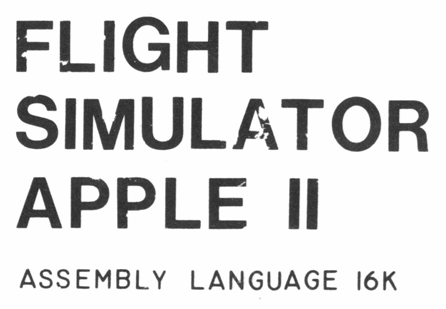 FLIGHT
SIMULATOR
APPLE II
ASSEMBLY LANGUAGE 16K